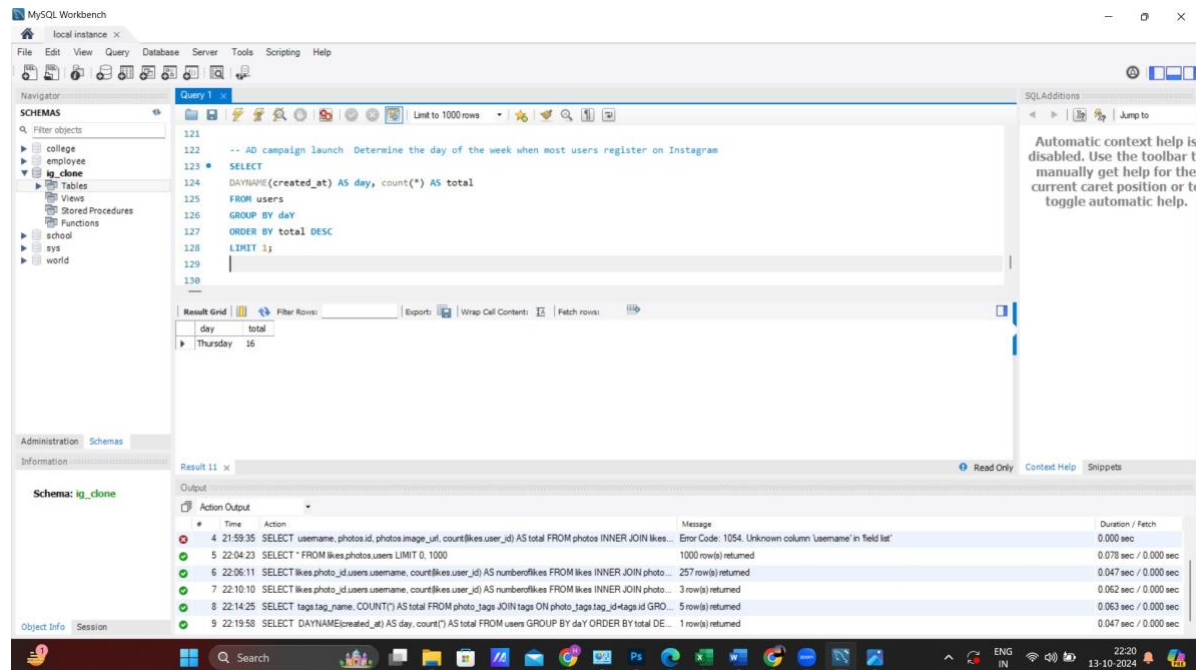 MySQL Workbench
local instance ×
File Edit View Query Database Server Tools Scripting Help
Navigator
SCHEMAS
Filter objects
college
employee
ig_clone
Tables
Views
Stored Procedures
Functions
school
sys
world
Administration Schemas
Information
Schema: ig_clone
Object Info Session
Query 1 ×
Limit to 1000 rows
121
122 -- AD campaign launch Determine the day of the week when most users register on Instagram
123 SELECT
124 DAYNAME(created_at) AS day, count(*) AS total
125 FROM users
126 GROUP BY daY
127 ORDER BY total DESC
128 LIMIT 1;
129
130
Result Grid Filter Rows: Export: Wrap Cell Content: Fetch rows:
day total
Thursday 16
Result 11 × Read Only
Output
Action Output
# Time Action Message Duration / Fetch
4 21:59:35 SELECT username, photos.id, photos.image_url, count(likes.user_id) AS total FROM photos INNER JOIN likes... Error Code: 1054. Unknown column 'username' in 'field list' 0.000 sec
5 22:04:23 SELECT * FROM likes,photos,users LIMIT 0, 1000 1000 row(s) returned 0.078 sec / 0.000 sec
6 22:06:11 SELECT likes.photo_id,users.username, count(likes.user_id) AS numberoflikes FROM likes INNER JOIN photo... 257 row(s) returned 0.047 sec / 0.000 sec
7 22:10:10 SELECT likes.photo_id,users.username, count(likes.user_id) AS numberoflikes FROM likes INNER JOIN photo... 3 row(s) returned 0.062 sec / 0.000 sec
8 22:14:25 SELECT tags.tag_name, COUNT(*) AS total FROM photo_tags JOIN tags ON photo_tags.tag_id=tags.id GRO... 5 row(s) returned 0.063 sec / 0.000 sec
9 22:19:58 SELECT DAYNAME(created_at) AS day, count(*) AS total FROM users GROUP BY daY ORDER BY total DE... 1 row(s) returned 0.047 sec / 0.000 sec
SQLAdditions
Jump to
Automatic context help is
disabled. Use the toolbar t
manually get help for the
current caret position or to
toggle automatic help.
Context Help Snippets
Search
Ps
zoom
ENG
IN
22:20
13-10-2024